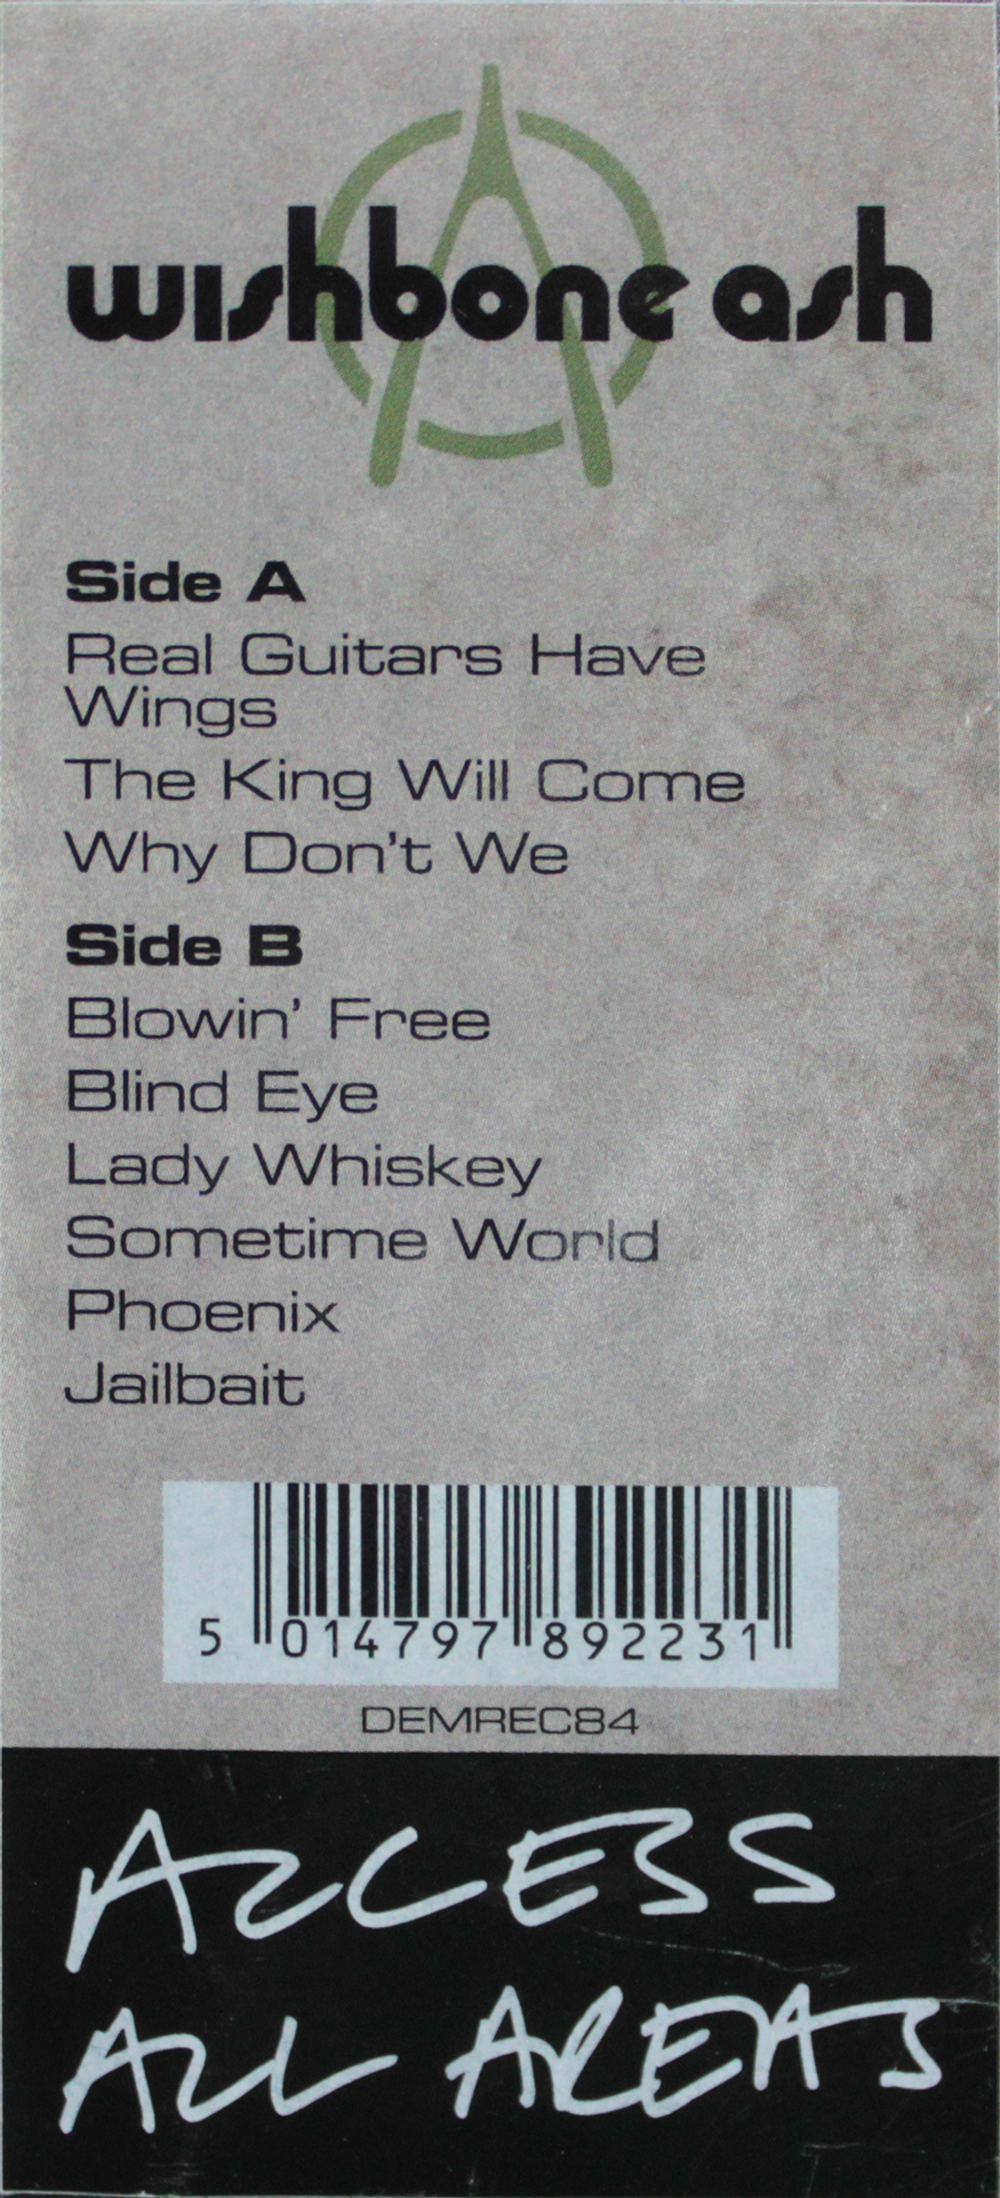 wishbone ash
Side A
Real Guitars Have
Wings
The King Will Come
Why Don't We
Side B
Blowin' Free
Blind Eye
Lady Whiskey
Sometime World
Phoenix
Jailbait
5 014797 892231
DEMREC84
ACCESS
ALL AREAS